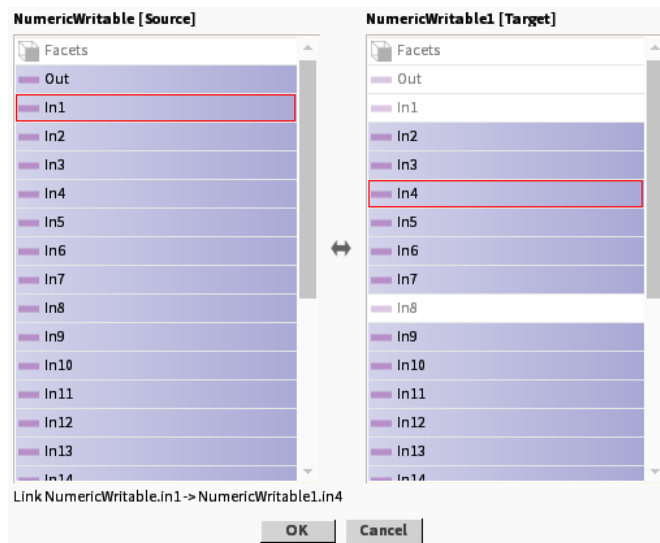 NumericWritable [Source]
Facets
Out
In1
In2
In3
In4
In5
In6
In7
In8
In9
In10
In11
In12
In13
In14
NumericWritable1 [Target]
Facets
Out
In1
In2
In3
In4
In5
In6
In7
In8
In9
In10
In11
In12
In13
In14
Link NumericWritable.in1 -> NumericWritable1.in4
OK
Cancel